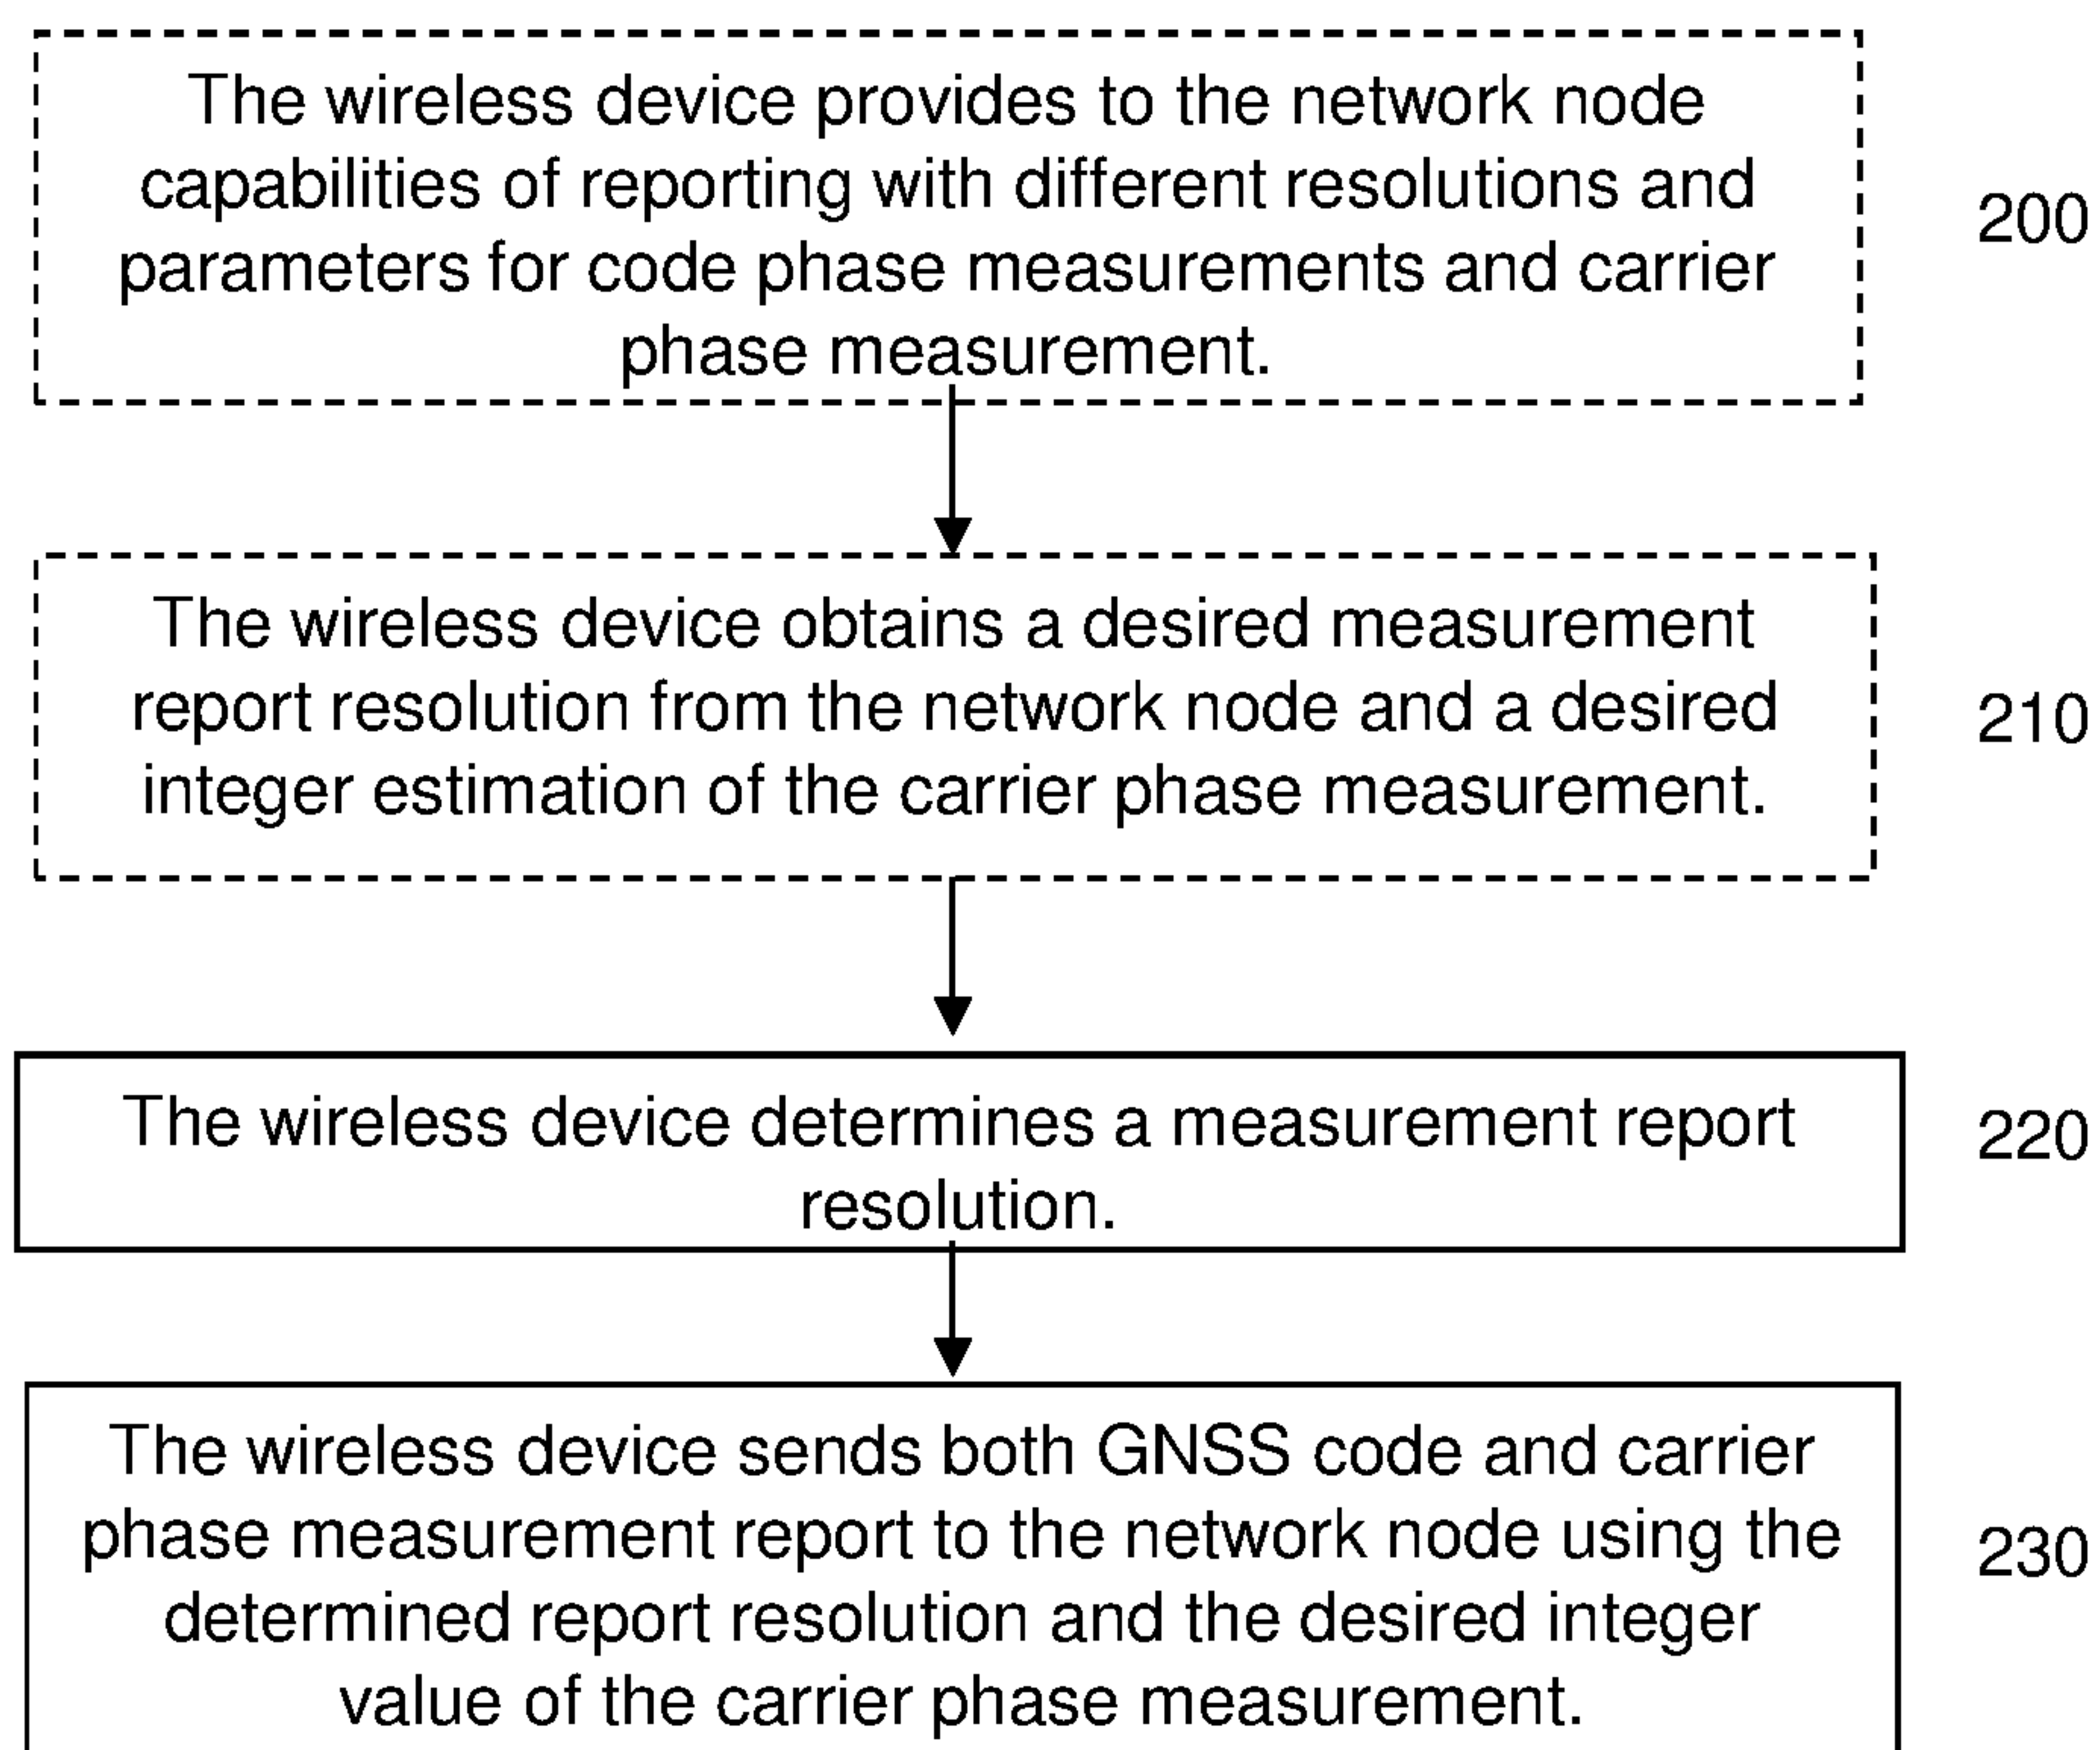 The wireless device provides to the network node
capabilities of reporting with different resolutions and
parameters for code phase measurements and carrier
phase measurement.
200
The wireless device obtains a desired measurement
report resolution from the network node and a desired
integer estimation of the carrier phase measurement.
210
The wireless device determines a measurement report
resolution.
220
The wireless device sends both GNSS code and carrier
phase measurement report to the network node using the
determined report resolution and the desired integer
value of the carrier phase measurement.
230